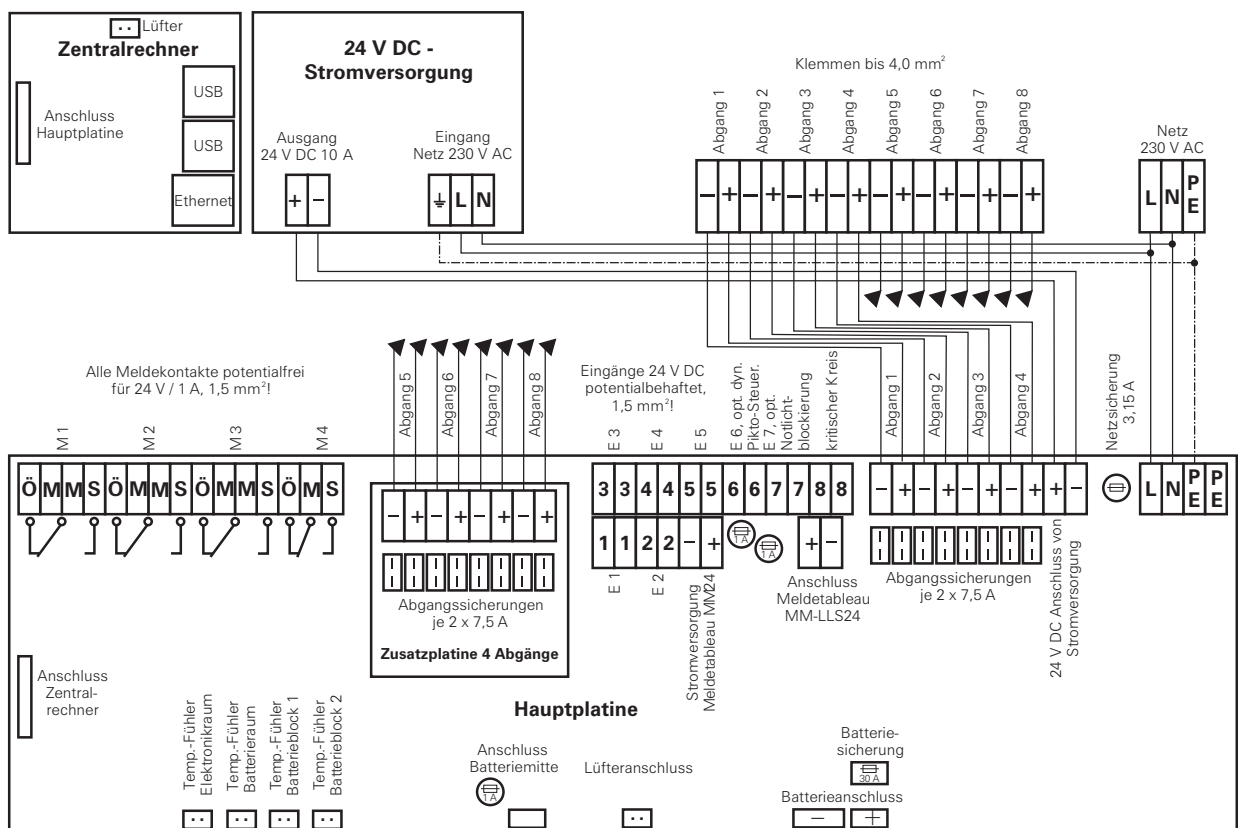 Lüfter
Zentralrechner
Anschluss
Hauptplatine
USB
USB
Ethernet
24 V DC -
Stromversorgung
Ausgang
24 V DC 10 A
Eingang
Netz 230 V AC
+ −
L N
Klemmen bis 4,0 mm²
Abgang 1
Abgang 2
Abgang 3
Abgang 4
Abgang 5
Abgang 6
Abgang 7
Abgang 8
− + − + − + − + − + − + − + − +
Netz
230 V AC
L N PE
Alle Meldekontakte potentialfrei
für 24 V / 1 A, 1,5 mm²!
M 1
M 2
M 3
M 4
Ö M M S Ö M M S Ö M M S Ö M S
Abgang 5
Abgang 6
Abgang 7
Abgang 8
− + − + − + − +
Abgangssicherungen
je 2 x 7,5 A
Zusatzplatine 4 Abgänge
Eingänge 24 V DC
potentialbehaftet,
1,5 mm²!
E 3
E 4
E 5
E 6, opt. dyn.
Pikto-Steuer.
E 7, opt.
Notlicht-
blockierung
kritischer Kreis
3 3 4 4 5 5 6 6 7 7 8 8
1 1 2 2 − +
1 A
1 A
+ −
E 1
E 2
Stromversorgung
Meldetableau MM24
Anschluss
Meldetableau
MM-LLS24
Abgang 1
Abgang 2
Abgang 3
Abgang 4
− + − + − + − + + −
Abgangssicherungen
je 2 x 7,5 A
24 V DC Anschluss von
Stromversorgung
Netzsicherung
3,15 A
L N PE PE
Anschluss
Zentral-
rechner
Temp.-Fühler
Elektronikraum
Temp.-Fühler
Batterieraum
Temp.-Fühler
Batterieblock 1
Temp.-Fühler
Batterieblock 2
Hauptplatine
Anschluss
Batteriemitte
1 A
Lüfteranschluss
Batterie-
sicherung
30 A
Batterieanschluss
− +